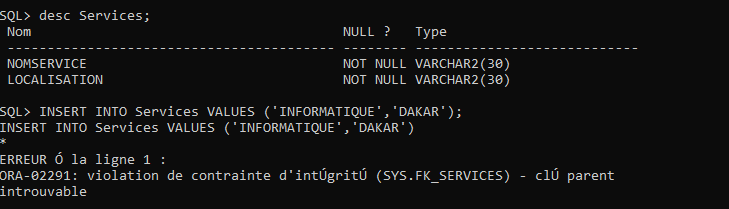 SQL> desc Services;
Nom NULL ? Type
----------------------------------------- -------- ----------------------------
NOMSERVICE NOT NULL VARCHAR2(30)
LOCALISATION NOT NULL VARCHAR2(30)
SQL> INSERT INTO Services VALUES ('INFORMATIQUE','DAKAR');
INSERT INTO Services VALUES ('INFORMATIQUE','DAKAR')
*
ERREUR Ó la ligne 1 :
ORA-02291: violation de contrainte d'intÚgritÚ (SYS.FK_SERVICES) - clÚ parent
introuvable